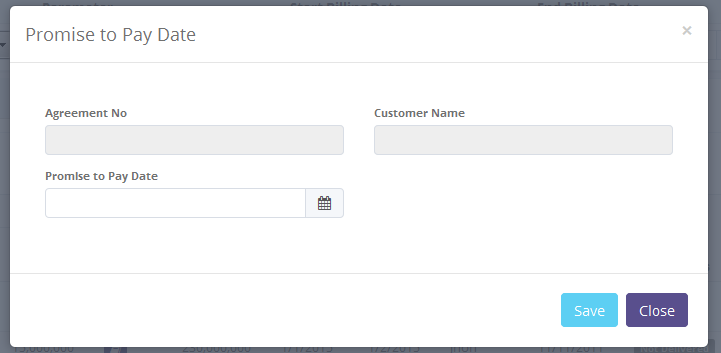 Promise to Pay Date
×
Agreement No
Customer Name
Promise to Pay Date
Save
Close